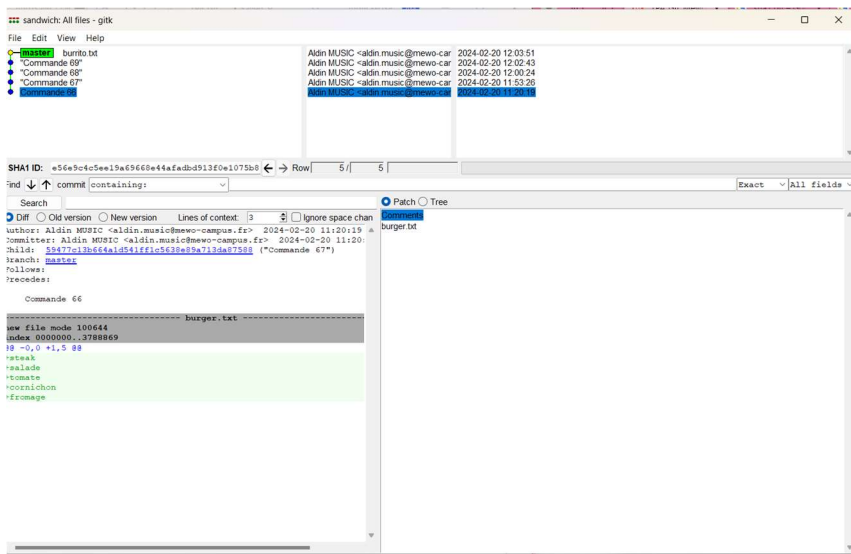 sandwich: All files - gitk
File Edit View Help
master burrito.txt Aldin MUSIC <aldin.music@mewo-car 2024-02-20 12:03:51
"Commande 69" Aldin MUSIC <aldin.music@mewo-car 2024-02-20 12:02:43
"Commande 68" Aldin MUSIC <aldin.music@mewo-car 2024-02-20 12:00:24
"Commande 67" Aldin MUSIC <aldin.music@mewo-car 2024-02-20 11:53:26
Commande 66 Aldin MUSIC <aldin.music@mewo-car 2024-02-20 11:20:19
SHA1 ID: e56e9c4c5ee19a69668e44afadbd913f0e1075b8 Row 5 / 5
Find commit containing: Exact All fields
Search
Diff Old version New version Lines of context: 3 Ignore space chan
Author: Aldin MUSIC <aldin.music@mewo-campus.fr> 2024-02-20 11:20:19
Committer: Aldin MUSIC <aldin.music@mewo-campus.fr> 2024-02-20 11:20:
Child: 59477c13b664a1d541ff1c5638e89a713da87588 ("Commande 67")
Branch: master
Follows:
Precedes:
Commande 66
burger.txt
new file mode 100644
index 0000000..3788869
@@ -0,0 +1,5 @@
+steak
+salade
+tomate
+cornichon
+fromage
Patch Tree
Comments
burger.txt